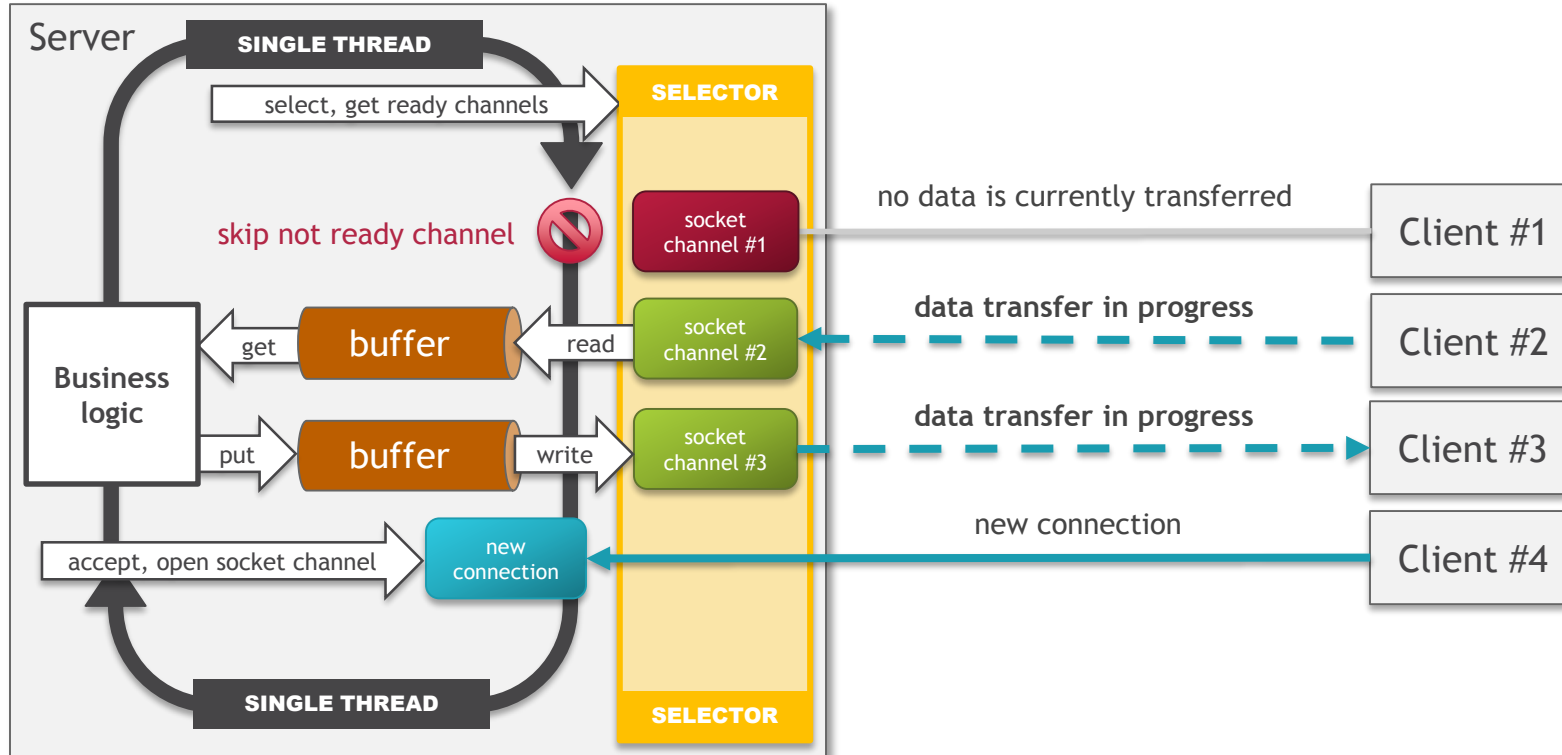 Server
SINGLE THREAD
select, get ready channels
SELECTOR
no data is currently transferred
socket
channel #1
Client #1
skip not ready channel
data transfer in progress
get
buffer
read
socket
channel #2
Client #2
Business
logic
data transfer in progress
put
buffer
write
socket
channel #3
Client #3
new connection
accept, open socket channel
new
connection
Client #4
SINGLE THREAD
SELECTOR